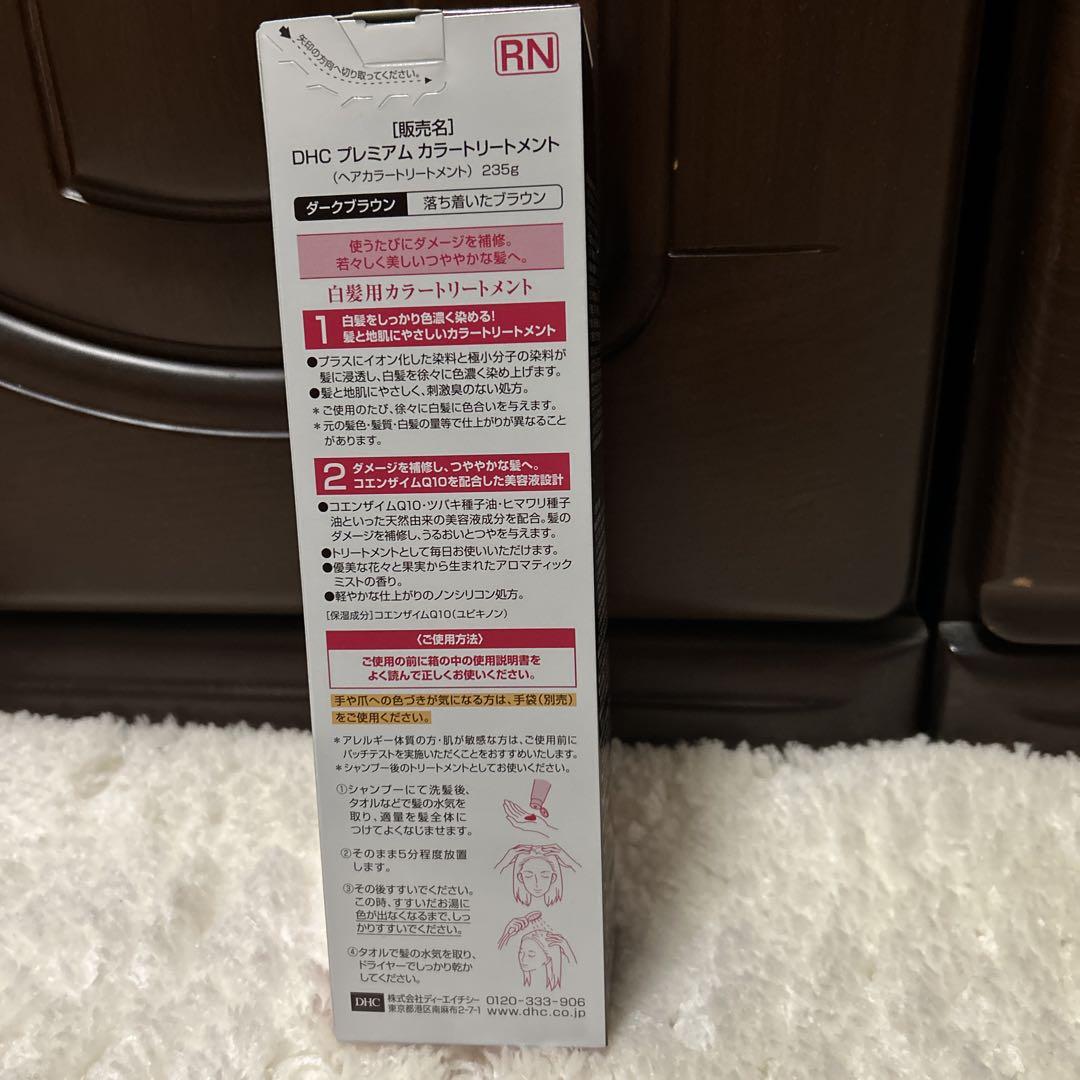 矢印の方向へ切り取ってください。
RN
[販売名]
DHC プレミアム カラートリートメント
(ヘアカラートリートメント) 235g
ダークブラウン 落ち着いたブラウン
使うたびにダメージを補修。
若々しく美しいつややかな髪へ。
白髪用カラートリートメント
1 白髪をしっかり色濃く染める!
髪と地肌にやさしいカラートリートメント
●プラスにイオン化した染料と極小分子の染料が
髪に浸透し、白髪を徐々に色濃く染め上げます。
●髪と地肌にやさしく、刺激臭のない処方。
*ご使用のたび、徐々に白髪に色合いを与えます。
*元の髪色・髪質・白髪の量等で仕上がりが異なること
があります。
2 ダメージを補修し、つややかな髪へ。
コエンザイムQ10を配合した美容液設計
●コエンザイムQ10・ツバキ種子油・ヒマワリ種子
油といった天然由来の美容液成分を配合。髪の
ダメージを補修し、うるおいとつやを与えます。
●トリートメントとして毎日お使いいただけます。
●優美な花々と果実から生まれたアロマティック
ミストの香り。
●軽やかな仕上がりのノンシリコン処方。
[保湿成分]コエンザイムQ10(ユビキノン)
〈ご使用方法〉
ご使用の前に箱の中の使用説明書を
よく読んで正しくお使いください。
手や爪への色づきが気になる方は、手袋(別売)
をご使用ください。
*アレルギー体質の方・肌が敏感な方は、ご使用前に
パッチテストを実施いただくことをおすすめいたします。
*シャンプー後のトリートメントとしてお使いください。
①シャンプーにて洗髪後、
タオルなどで髪の水気を
取り、適量を髪全体に
つけてよくなじませます。
②そのまま5分程度放置
します。
③その後すすいでください。
この時、すすいだお湯に
色が出なくなるまで、しっ
かりすすいでください。
④タオルで髪の水気を取り、
ドライヤーでしっかり乾か
してください。
DHC 株式会社ディーエイチシー 0120-333-906
東京都港区南麻布2-7-1 www.dhc.co.jp